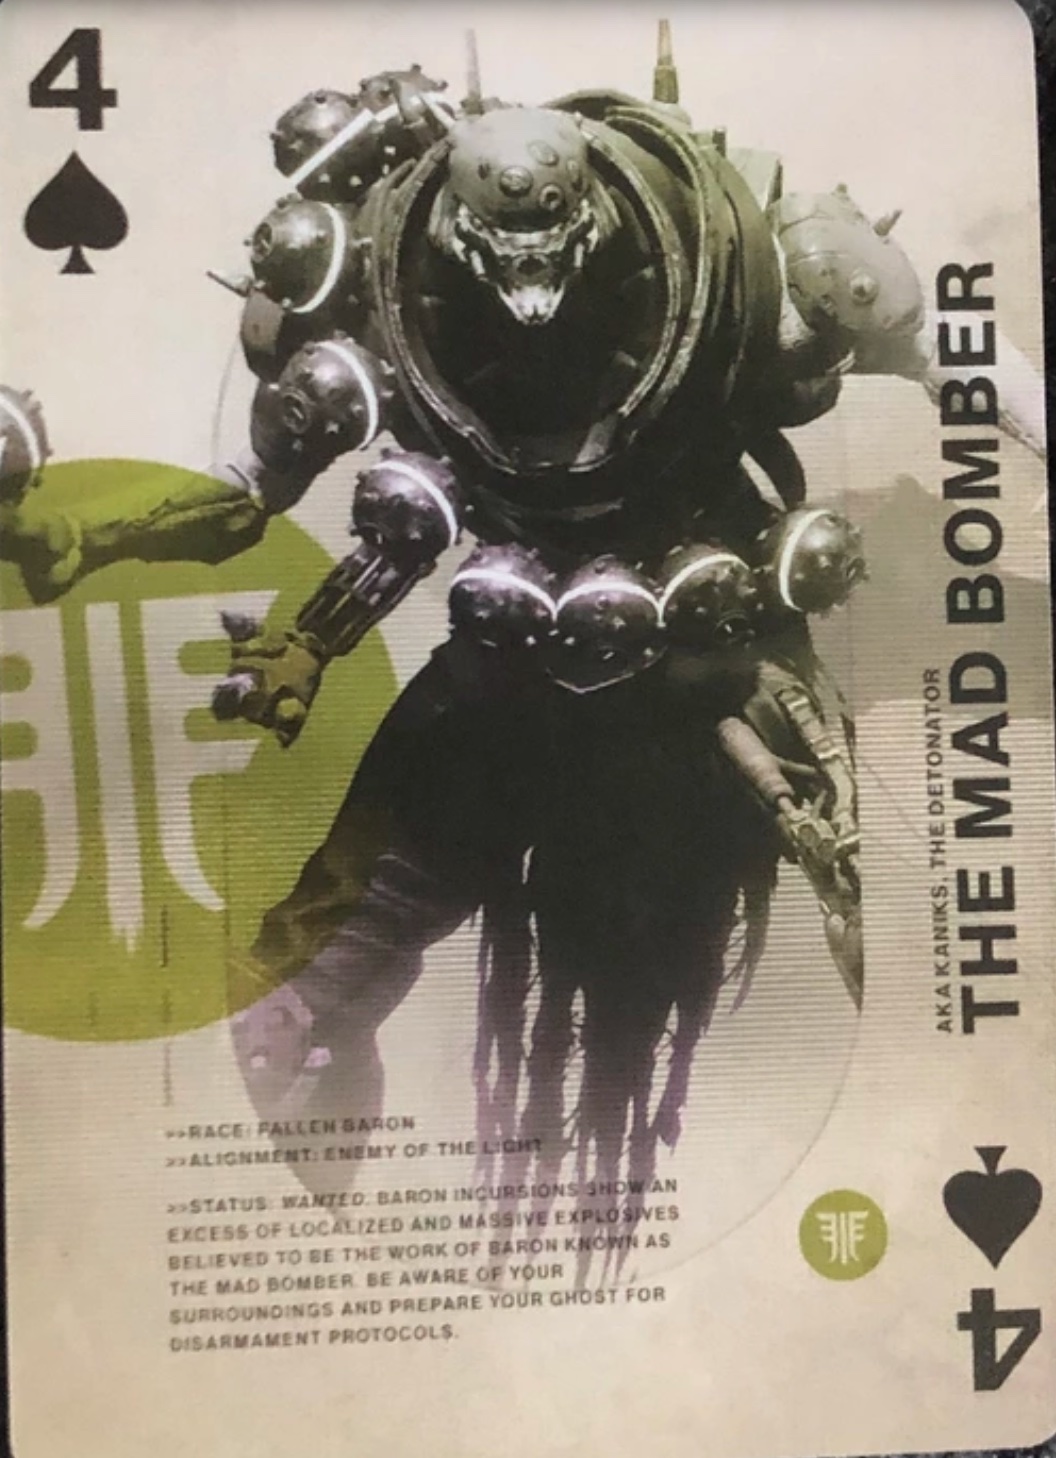 4
THE MAD BOMBER
AKA KANIKS, THE DETONATOR
>>RACE: FALLEN BARON
>>ALIGNMENT: ENEMY OF THE LIGHT
>>STATUS: WANTED. BARON INCURSIONS SHOW AN
EXCESS OF LOCALIZED AND MASSIVE EXPLOSIVES
BELIEVED TO BE THE WORK OF BARON KNOWN AS
THE MAD BOMBER. BE AWARE OF YOUR
SURROUNDINGS AND PREPARE YOUR GHOST FOR
DISARMAMENT PROTOCOLS.
4